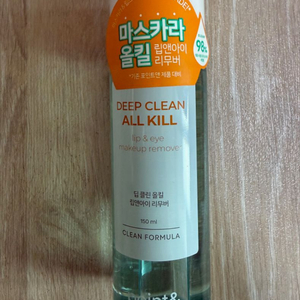 마스카라
올킬 립앤아이
리무버
98%
DEEP CLEAN
ALL KILL
lip & eye
makeup remover
딥 클린 올킬
립앤아이 리무버
150 ml
CLEAN FORMULA